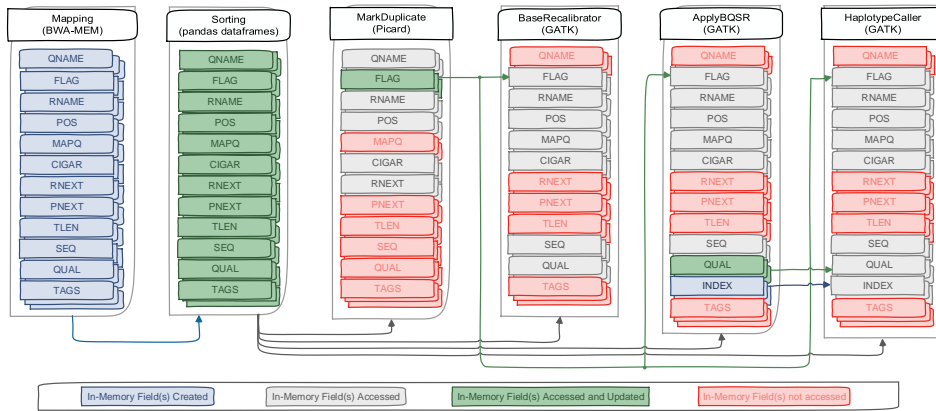 Mapping
(BWA-MEM)
QNAME
FLAG
RNAME
POS
MAPQ
CIGAR
RNEXT
PNEXT
TLEN
SEQ
QUAL
TAGS
Sorting
(pandas dataframes)
QNAME
FLAG
RNAME
POS
MAPQ
CIGAR
RNEXT
PNEXT
TLEN
SEQ
QUAL
TAGS
MarkDuplicate
(Picard)
QNAME
FLAG
RNAME
POS
MAPQ
CIGAR
RNEXT
PNEXT
TLEN
SEQ
QUAL
TAGS
BaseRecalibrator
(GATK)
QNAME
FLAG
RNAME
POS
MAPQ
CIGAR
RNEXT
PNEXT
TLEN
SEQ
QUAL
TAGS
ApplyBQSR
(GATK)
QNAME
FLAG
RNAME
POS
MAPQ
CIGAR
RNEXT
PNEXT
TLEN
SEQ
QUAL
INDEX
TAGS
HaplotypeCaller
(GATK)
QNAME
FLAG
RNAME
POS
MAPQ
CIGAR
RNEXT
PNEXT
TLEN
SEQ
QUAL
INDEX
TAGS
In-Memory Field(s) Created
In-Memory Field(s) Accessed
In-Memory Field(s) Accessed and Updated
In-Memory Field(s) not accessed